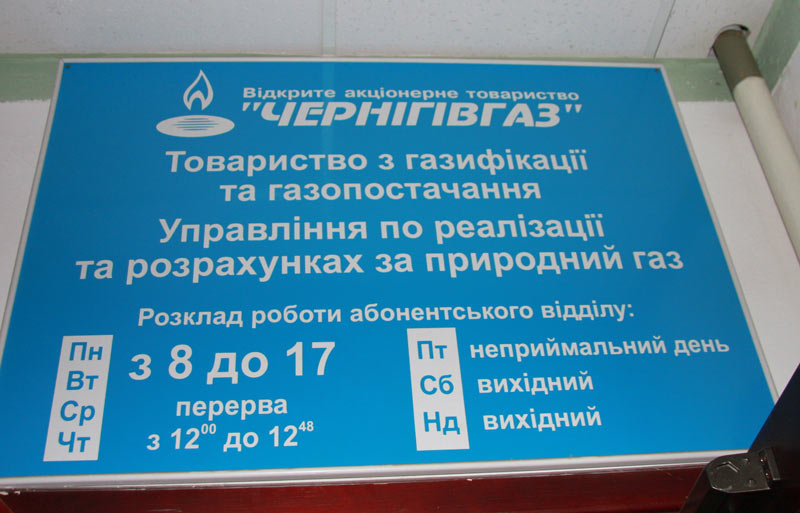 Відкрите акціонерне товариство
"ЧЕРНІГІВГАЗ"
Товариство з газифікації
та газопостачання
Управління по реалізації
та розрахунках за природний газ
Розклад роботи абонентського відділу:
Пн
Вт
Ср
Чт
з 8 до 17
перерва
з 12⁰⁰ до 12⁴⁸
Пт неприймальний день
Сб вихідний
Нд вихідний